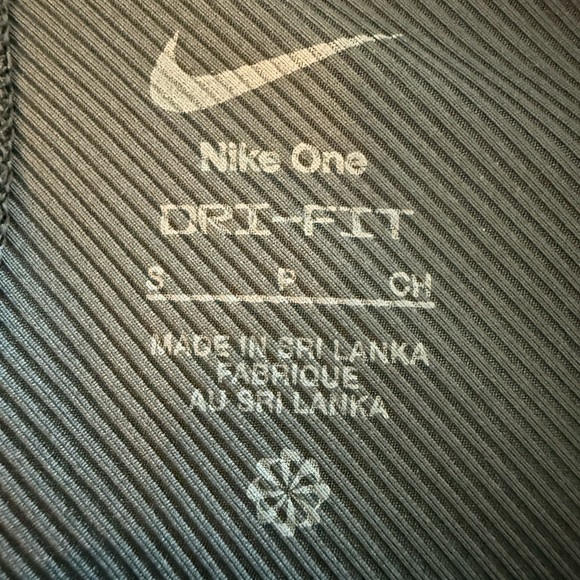 Nike One
DRI-FIT
S P CH
MADE IN SRI LANKA
FABRIQUE
AU SRI LANKA